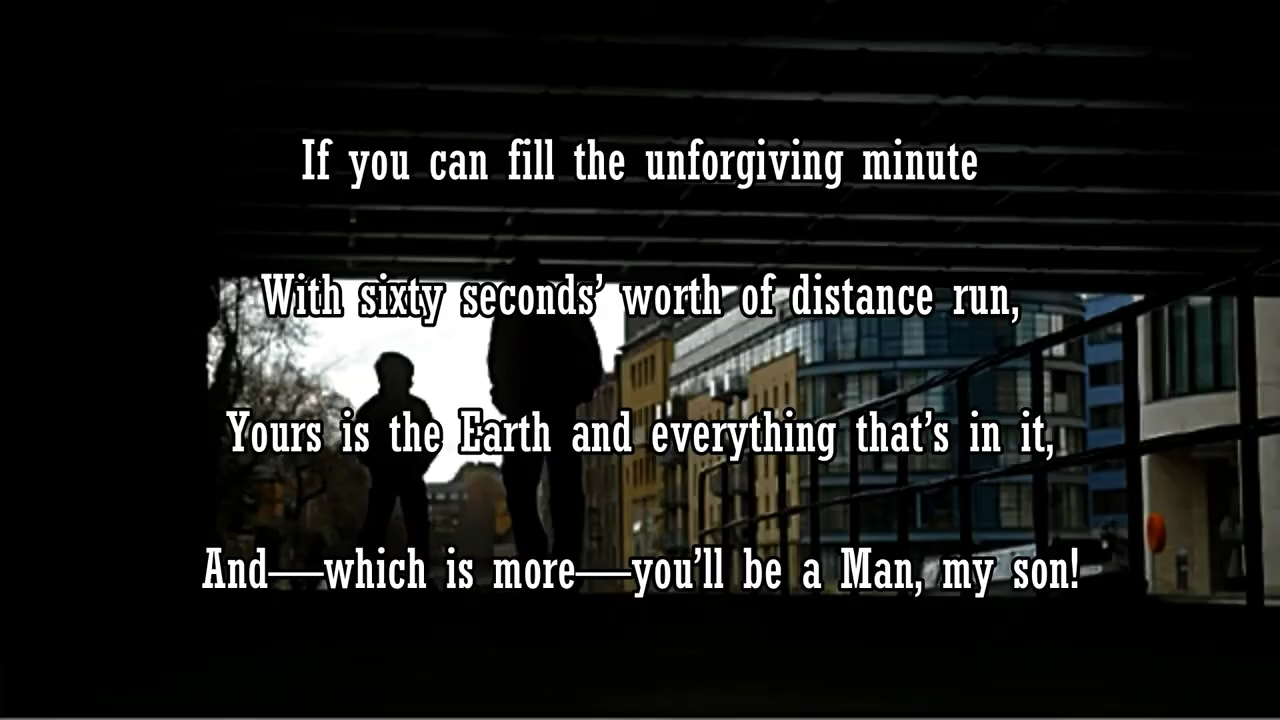 If you can fill the unforgiving minute
With sixty seconds’ worth of distance run,
Yours is the Earth and everything that’s in it,
And—which is more—you’ll be a Man, my son!